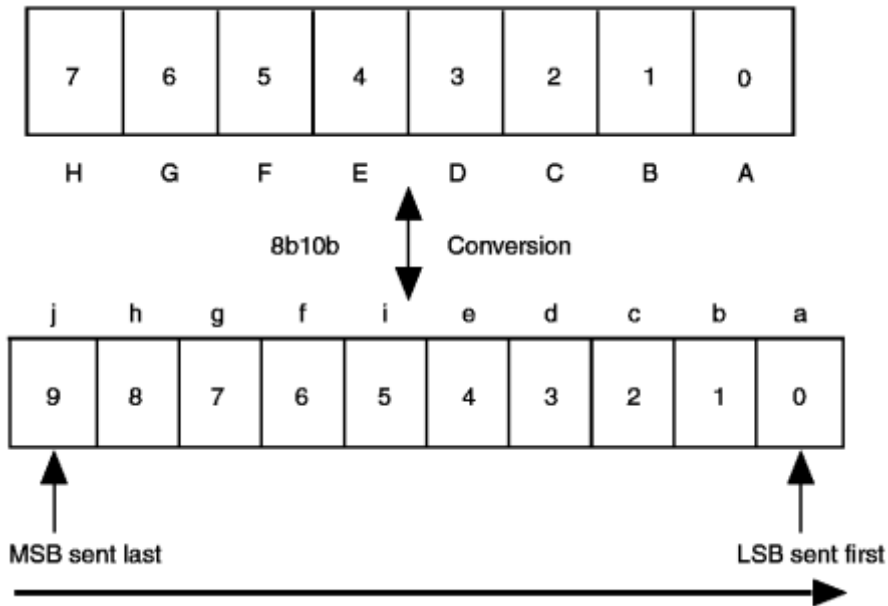 7 6 5 4 3 2 1 0
H G F E D C B A
8b10b Conversion
j h g f i e d c b a
9 8 7 6 5 4 3 2 1 0
MSB sent last LSB sent first